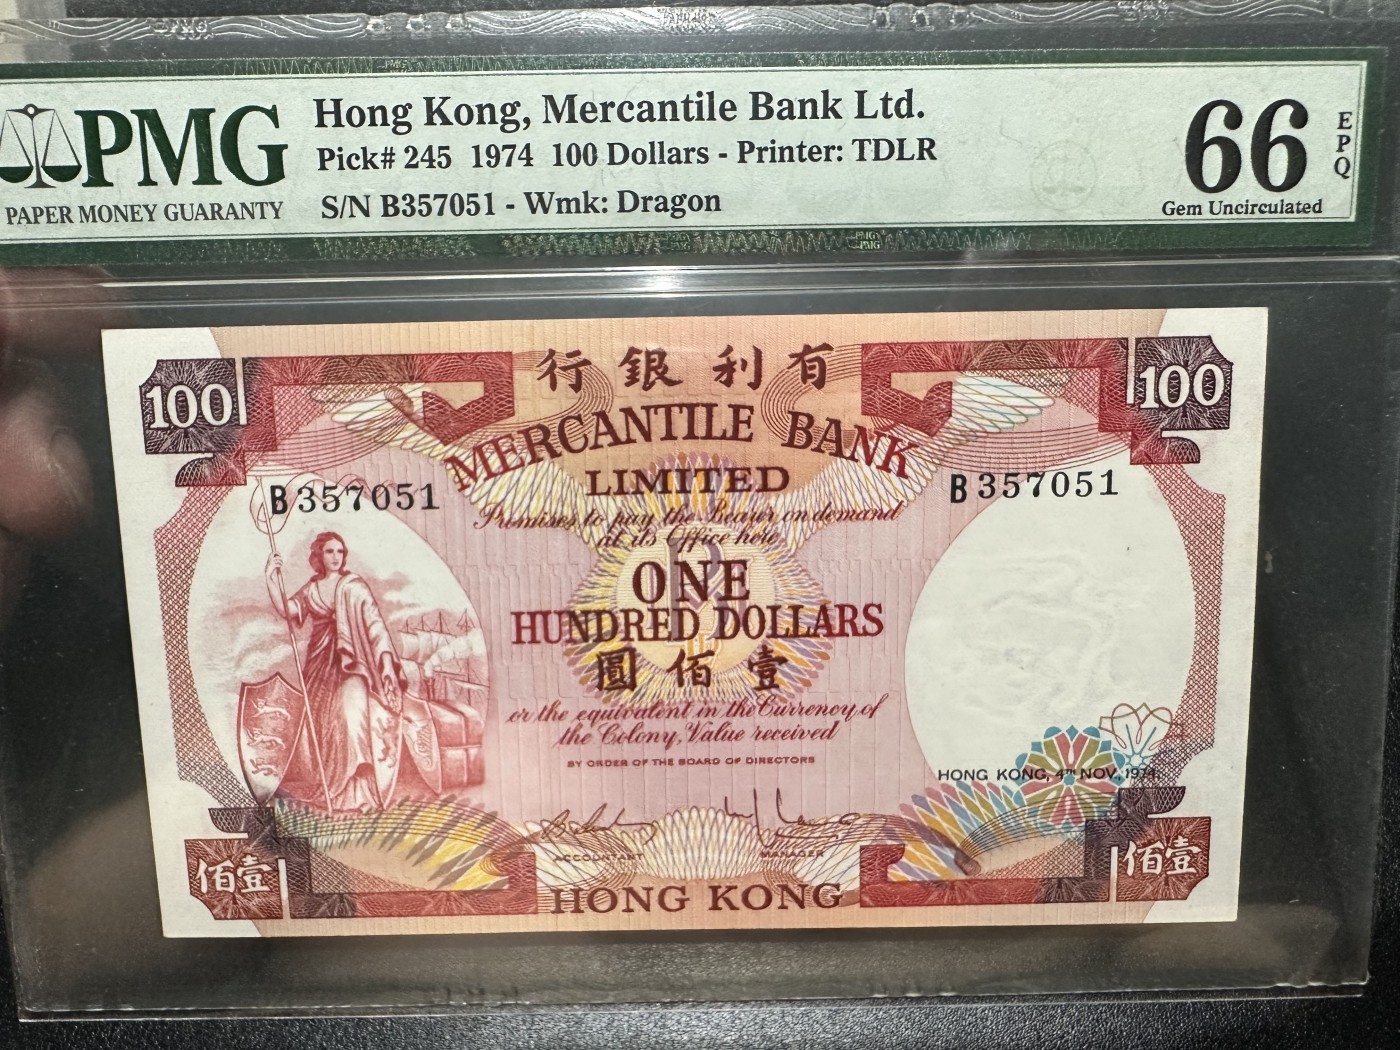 PMG
PAPER MONEY GUARANTY
Hong Kong, Mercantile Bank Ltd.
Pick# 245 1974 100 Dollars - Printer: TDLR
S/N B357051 - Wmk: Dragon
66
EPQ
Gem Uncirculated
100
行銀利有
100
MERCANTILE BANK
LIMITED
B357051
B357051
Promises to pay the Bearer on demand
at its Office here
ONE
HUNDRED DOLLARS
圓佰壹
or the equivalent in the Currency of
the Colony, Value received
BY ORDER OF THE BOARD OF DIRECTORS
HONG KONG, 4TH NOV. 1974.
ACCOUNTANT
MANAGER
佰壹
HONG KONG
佰壹